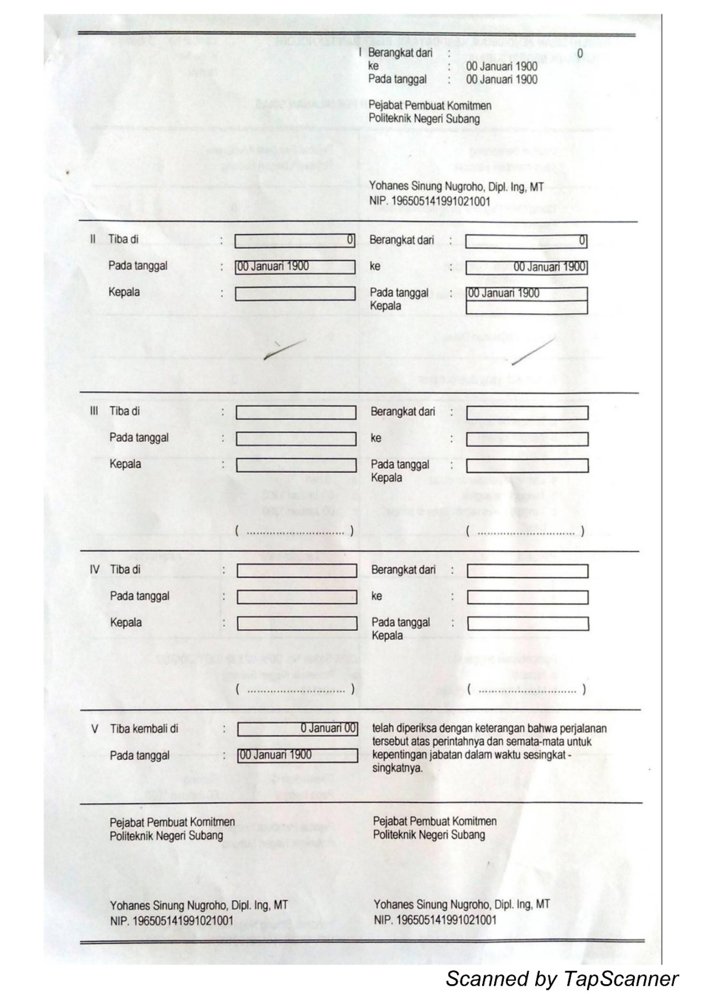 I Berangkat dari : 0
ke : 00 Januari 1900
Pada tanggal : 00 Januari 1900
Pejabat Pembuat Komitmen
Politeknik Negeri Subang
Yohanes Sinung Nugroho, Dipl. Ing, MT
NIP. 196505141991021001
II Tiba di : 0 Berangkat dari : 0
Pada tanggal : 00 Januari 1900 ke : 00 Januari 1900
Kepala : Pada tanggal : 00 Januari 1900
Kepala
III Tiba di : Berangkat dari :
Pada tanggal : ke :
Kepala : Pada tanggal :
Kepala
( ............................ ) ( ............................ )
IV Tiba di : Berangkat dari :
Pada tanggal : ke :
Kepala : Pada tanggal :
Kepala
( ............................ ) ( ............................ )
V Tiba kembali di : 0 Januari 00 telah diperiksa dengan keterangan bahwa perjalanan
tersebut atas perintahnya dan semata-mata untuk
Pada tanggal : 00 Januari 1900 kepentingan jabatan dalam waktu sesingkat -
singkatnya.
Pejabat Pembuat Komitmen Pejabat Pembuat Komitmen
Politeknik Negeri Subang Politeknik Negeri Subang
Yohanes Sinung Nugroho, Dipl. Ing, MT Yohanes Sinung Nugroho, Dipl. Ing, MT
NIP. 196505141991021001 NIP. 196505141991021001
Scanned by TapScanner